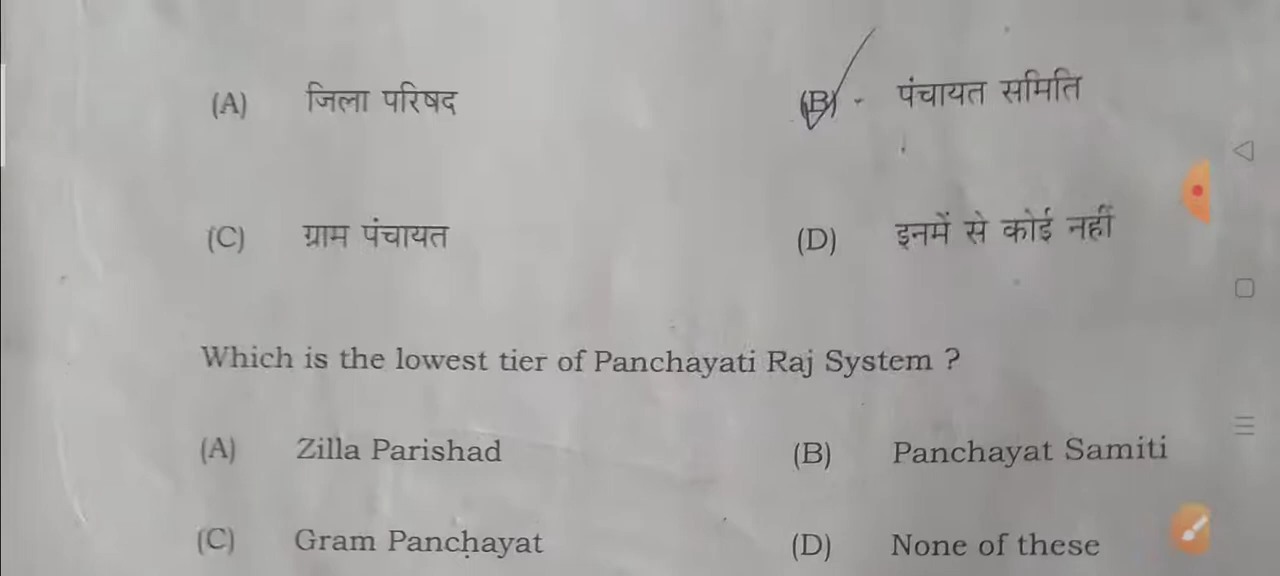 (A) जिला परिषद (B) पंचायत समिति
(C) ग्राम पंचायत (D) इनमें से कोई नहीं
Which is the lowest tier of Panchayati Raj System ?
(A) Zilla Parishad (B) Panchayat Samiti
(C) Gram Panchayat (D) None of these